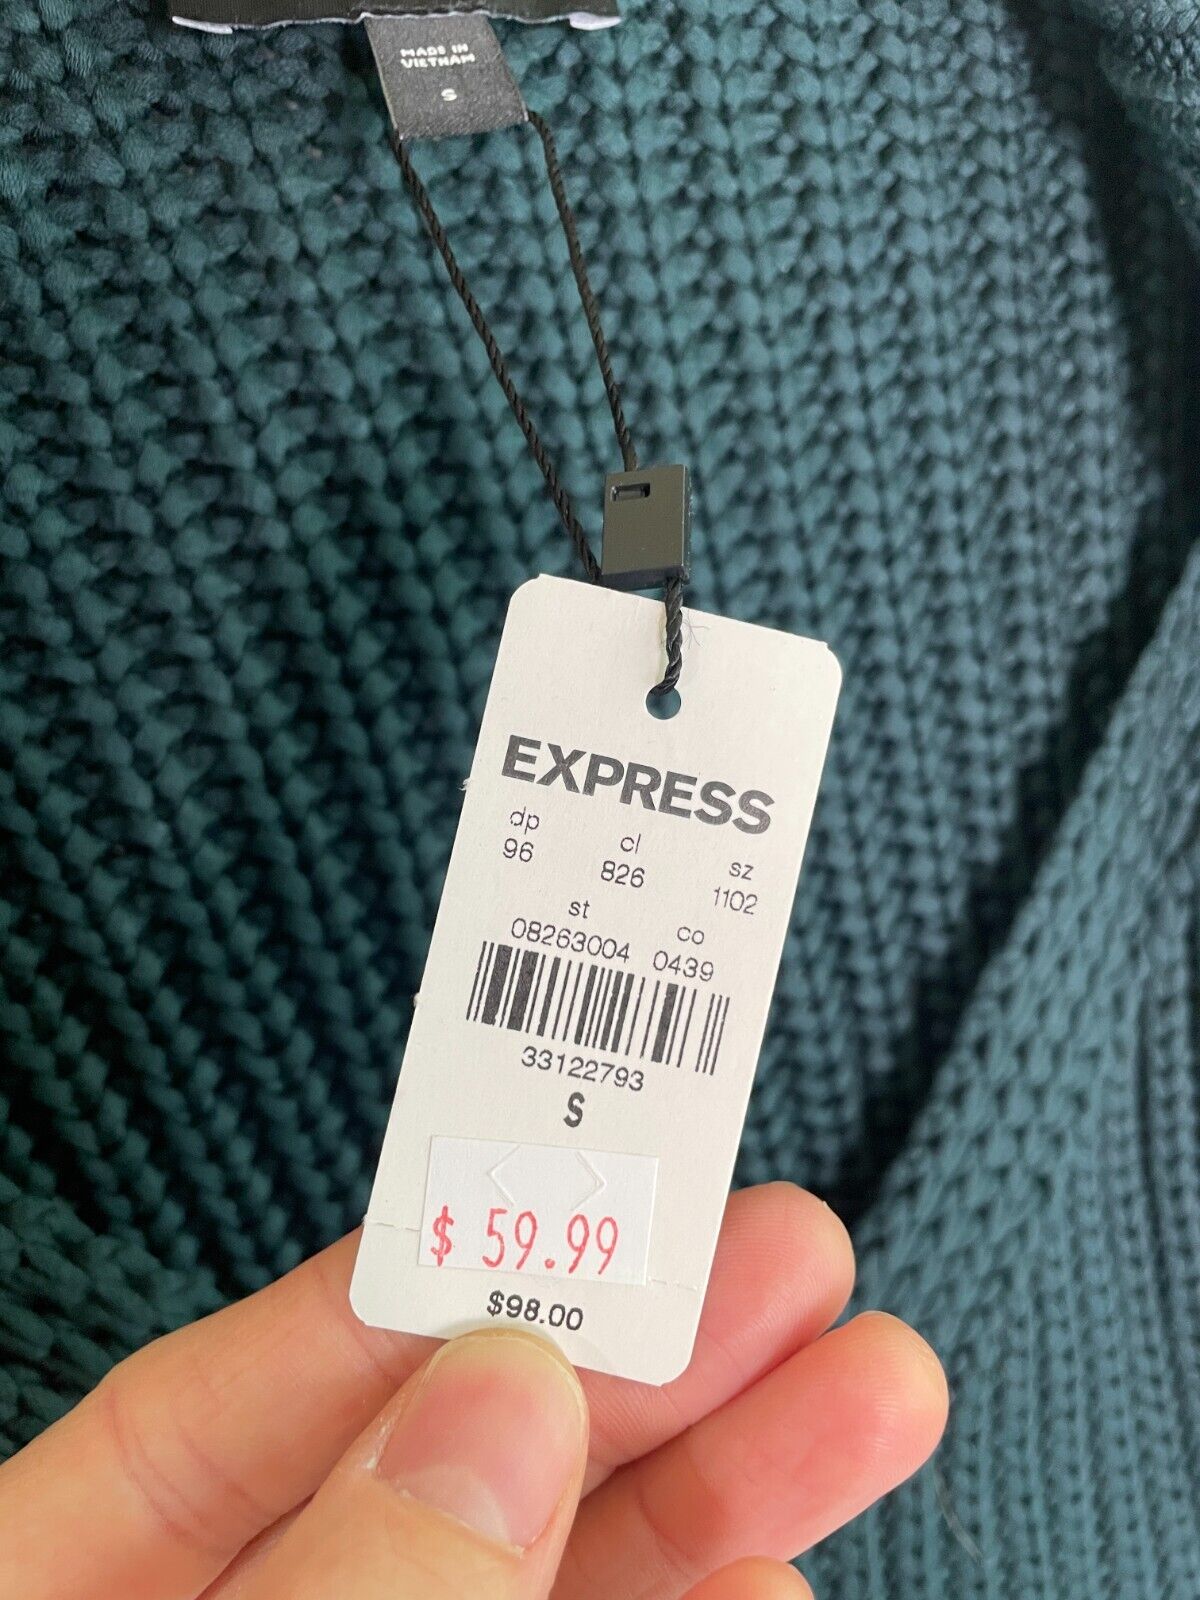 MADE IN
VIETNAM
S
EXPRESS
dp cl sz
96 826 1102
st co
08263004 0439
33122793
S
$ 59.99
$98.00